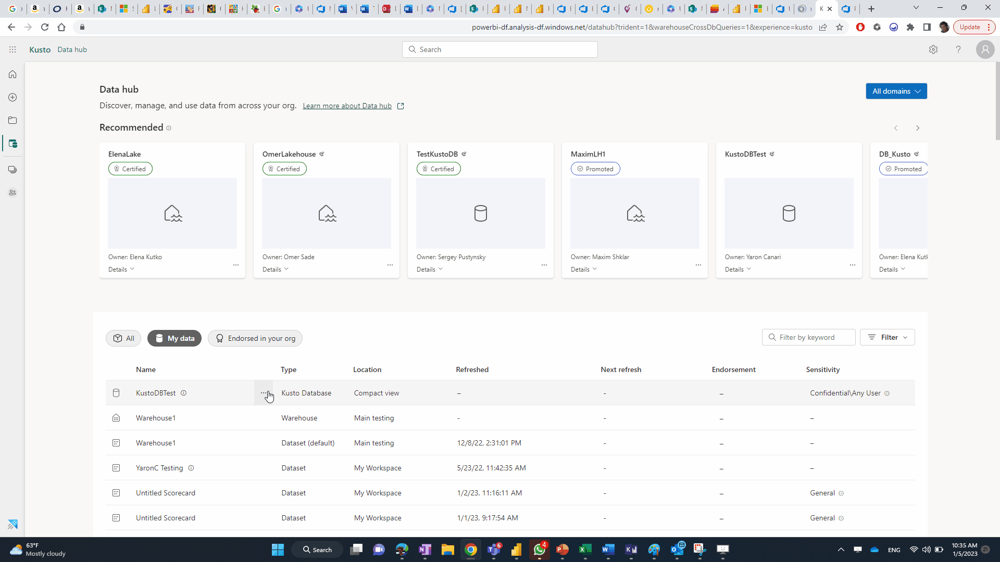 powerbi-df.analysis-df.windows.net/datahub?trident=1&warehouseCrossDbQueries=1&experience=kusto
Update
Kusto Data hub
Search
Data hub
All domains
Discover, manage, and use data from across your org. Learn more about Data hub
Recommended
ElenaLake
Certified
Owner: Elena Kutko
Details
OmerLakehouse
Certified
Owner: Omer Sade
Details
TestKustoDB
Certified
Owner: Sergey Pustynsky
Details
MaximLH1
Promoted
Owner: Maxim Shklar
Details
KustoDBTest
Owner: Yaron Canari
Details
DB_Kusto
Promoted
Owner: Elena Kutk
Details
All My data Endorsed in your org Filter by keyword Filter
Name Type Location Refreshed Next refresh Endorsement Sensitivity
KustoDBTest ... Kusto Database Compact view – - – Confidential\Any User
Warehouse1 Warehouse Main testing - - – –
Warehouse1 Dataset (default) Main testing 12/8/22, 2:31:01 PM - – –
YaronC Testing Dataset My Workspace 5/23/22, 11:42:35 AM - – –
Untitled Scorecard Dataset My Workspace 1/2/23, 11:16:11 AM - – General
Untitled Scorecard Dataset My Workspace 1/1/23, 9:17:54 AM - – General
63°F
Mostly cloudy
Search
6
4
ENG
10:35 AM
1/5/2023
21